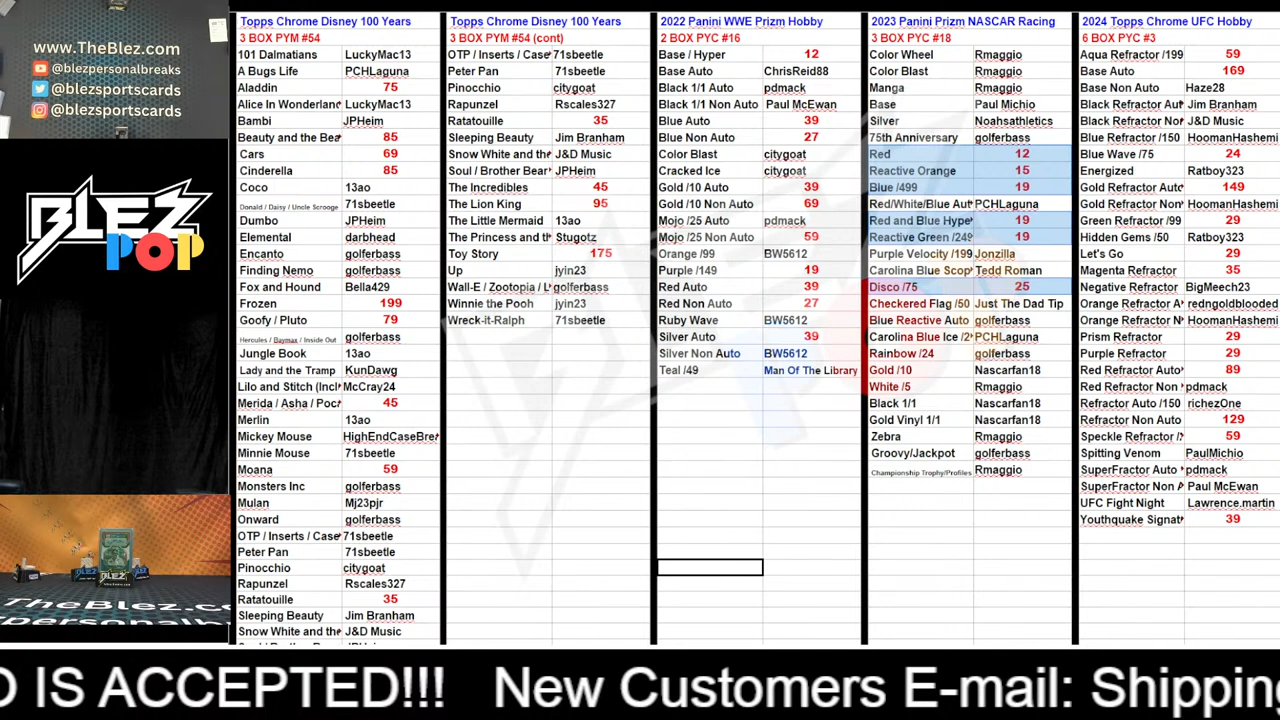 www.TheBlez.com
@blezpersonalbreaks
@blezsportscards
BLEZ
POP
BLEZ
BLEZ
TheBlez.co
Topps Chrome Disney 100 Years
3 BOX PYM #54
101 Dalmatians LuckyMac13
A Bugs Life PCHLaguna
Aladdin 75
Alice In Wonderlan LuckyMac13
Bambi JPHeim
Beauty and the Bea 85
Cars 69
Cinderella 85
Coco 13ao
Donald / Daisy / Uncle Scrooge 71sbeetle
Dumbo JPHeim
Elemental darbhead
Encanto golferbass
Finding Nemo golferbass
Fox and Hound Bella429
Frozen 199
Goofy / Pluto 79
Hercules / Baymax / Inside Out golferbass
Jungle Book 13ao
Lady and the Tramp KunDawg
Lilo and Stitch (Incl McCray24
Merida / Asha / Poc 45
Merlin 13ao
Mickey Mouse HighEndCaseBre
Minnie Mouse 71sbeetle
Moana 59
Monsters Inc golferbass
Mulan Mj23pjr
Onward golferbass
OTP / Inserts / Case 71sbeetle
Peter Pan 71sbeetle
Pinocchio citygoat
Rapunzel Rscales327
Ratatouille 35
Sleeping Beauty Jim Branham
Snow White and the J&D Music
Topps Chrome Disney 100 Years
3 BOX PYM #54 (cont)
OTP / Inserts / Case 71sbeetle
Peter Pan 71sbeetle
Pinocchio citygoat
Rapunzel Rscales327
Ratatouille 35
Sleeping Beauty Jim Branham
Snow White and the J&D Music
Soul / Brother Bear JPHeim
The Incredibles 45
The Lion King 95
The Little Mermaid 13ao
The Princess and th Stugotz
Toy Story 175
Up jyin23
Wall-E / Zootopia / L golferbass
Winnie the Pooh jyin23
Wreck-it-Ralph 71sbeetle
2022 Panini WWE Prizm Hobby
2 BOX PYC #16
Base / Hyper 12
Base Auto ChrisReid88
Black 1/1 Auto pdmack
Black 1/1 Non Auto Paul McEwan
Blue Auto 39
Blue Non Auto 27
Color Blast citygoat
Cracked Ice citygoat
Gold /10 Auto 39
Gold /10 Non Auto 69
Mojo /25 Auto pdmack
Mojo /25 Non Auto 59
Orange /99 BW5612
Purple /149 19
Red Auto 39
Red Non Auto 27
Ruby Wave BW5612
Silver Auto 39
Silver Non Auto BW5612
Teal /49 Man Of The Library
2023 Panini Prizm NASCAR Racing
3 BOX PYC #18
Color Wheel Rmaggio
Color Blast Rmaggio
Manga Rmaggio
Base Paul Michio
Silver Noahsathletics
75th Anniversary golferbass
Red 12
Reactive Orange 15
Blue /499 19
Red/White/Blue Aut PCHLaguna
Red and Blue Hype 19
Reactive Green /249 19
Purple Velocity /199 Jonzilla
Carolina Blue Scop Tedd Roman
Disco /75 25
Checkered Flag /50 Just The Dad Tip
Blue Reactive Auto golferbass
Carolina Blue Ice /2 PCHLaguna
Rainbow /24 golferbass
Gold /10 Nascarfan18
White /5 Rmaggio
Black 1/1 Nascarfan18
Gold Vinyl 1/1 Nascarfan18
Zebra Rmaggio
Groovy/Jackpot golferbass
Championship Trophy/Profiles Rmaggio
2024 Topps Chrome UFC Hobby
6 BOX PYC #3
Aqua Refractor /199 59
Base Auto 169
Base Non Auto Haze28
Black Refractor Au Jim Branham
Black Refractor No J&D Music
Blue Refractor /150 HoomanHashemi
Blue Wave /75 24
Energized Ratboy323
Gold Refractor Aut 149
Gold Refractor Non HoomanHashemi
Green Refractor /99 29
Hidden Gems /50 Ratboy323
Let's Go 29
Magenta Refractor 35
Negative Refractor BigMeech23
Orange Refractor A redngoldblooded
Orange Refractor N HoomanHashemi
Prism Refractor 29
Purple Refractor 29
Red Refractor Auto 89
Red Refractor Non pdmack
Refractor Auto /150 richezOne
Refractor Non Auto 129
Speckle Refractor / 59
Spitting Venom PaulMichio
SuperFractor Auto pdmack
SuperFractor Non A Paul McEwan
UFC Fight Night Lawrence.martin
Youthquake Signat 39
D IS ACCEPTED!!! New Customers E-mail: Shipping